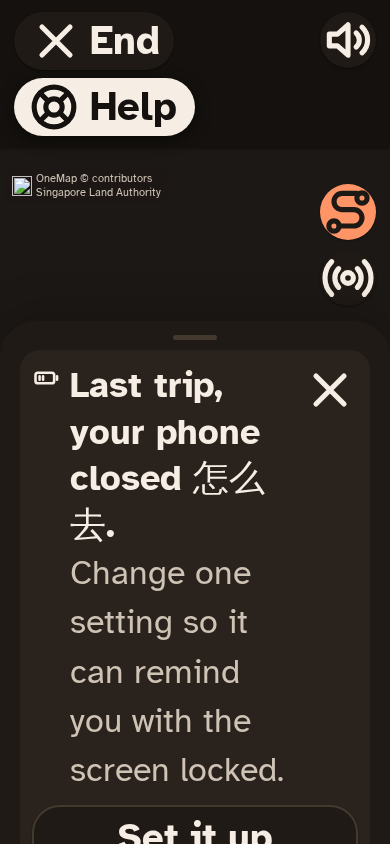 End
Help
OneMap © contributors
Singapore Land Authority
Last trip,
your phone
closed 怎么
去.
Change one
setting so it
can remind
you with the
screen locked.
Set it up